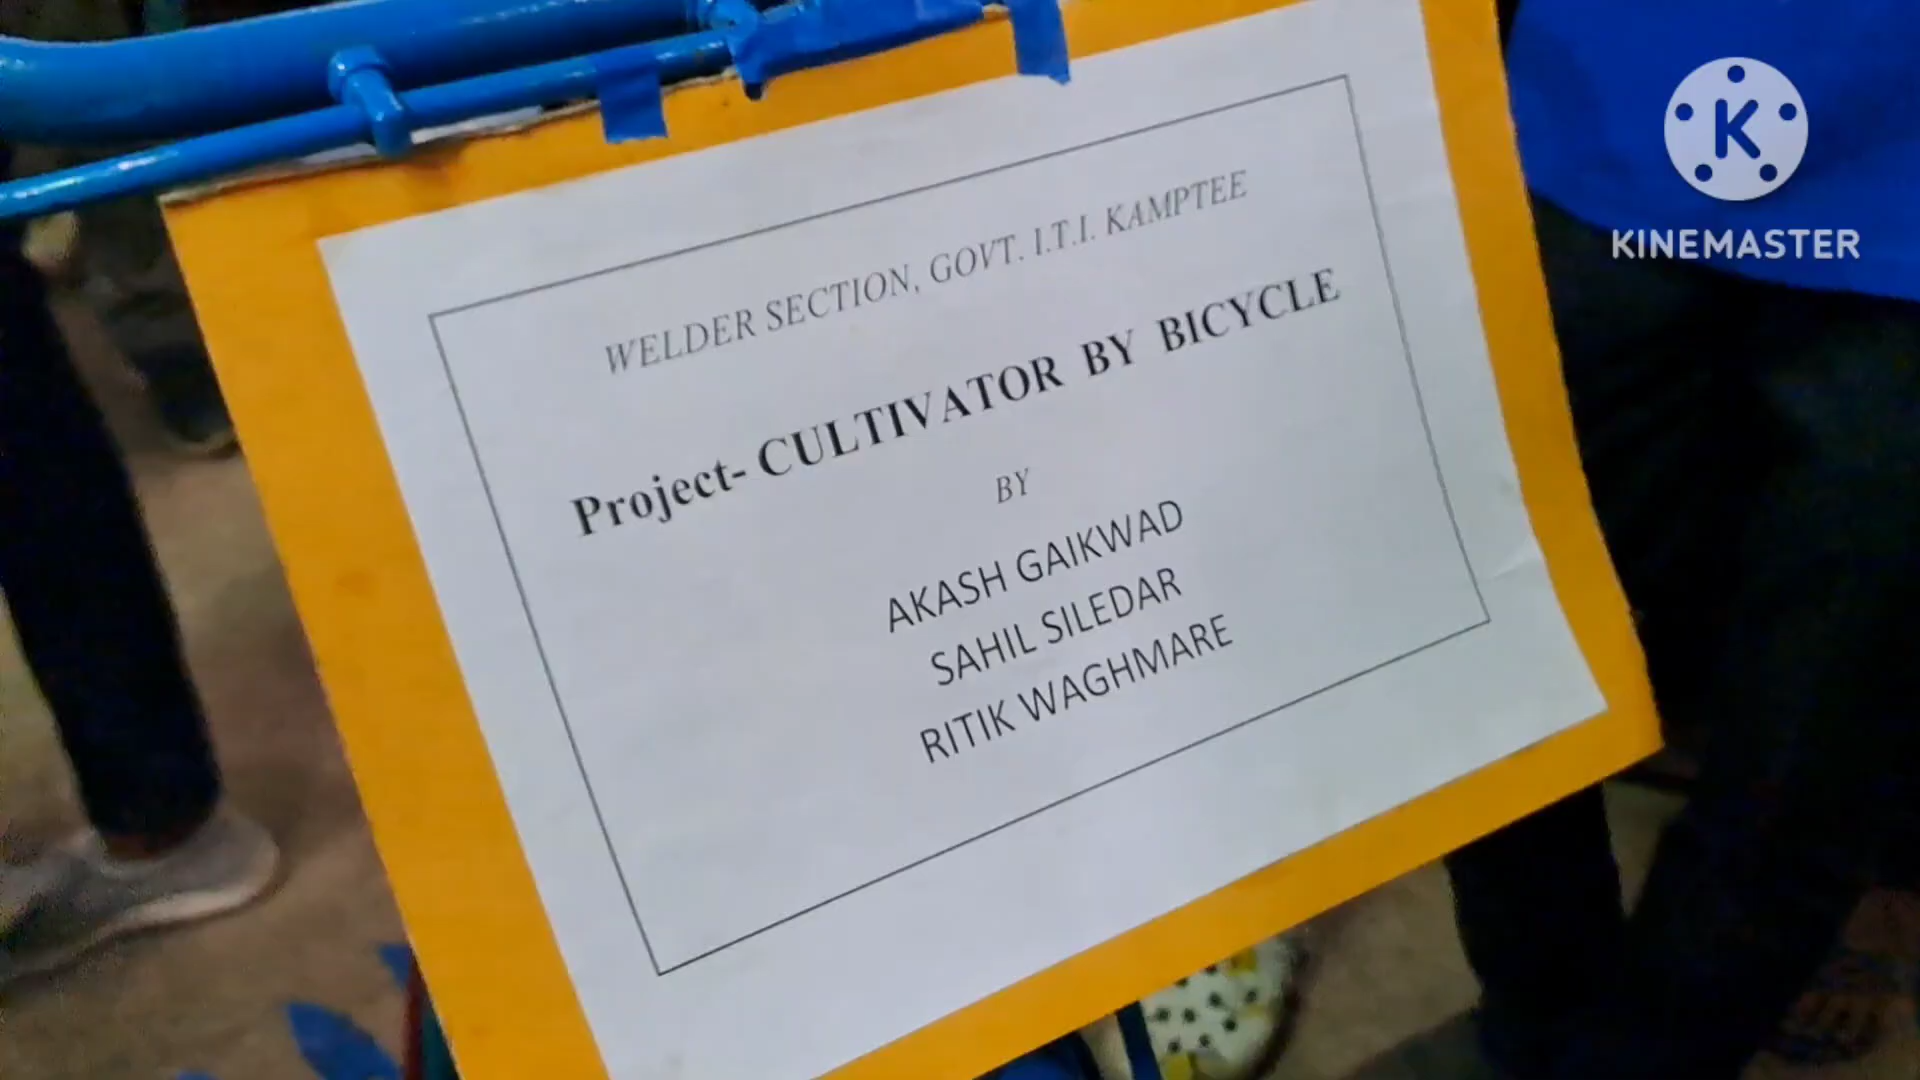 WELDER SECTION, GOVT. I.T.I. KAMPTEE
Project- CULTIVATOR BY BICYCLE
BY
AKASH GAIKWAD
SAHIL SILEDAR
RITIK WAGHMARE
K
KINEMASTER